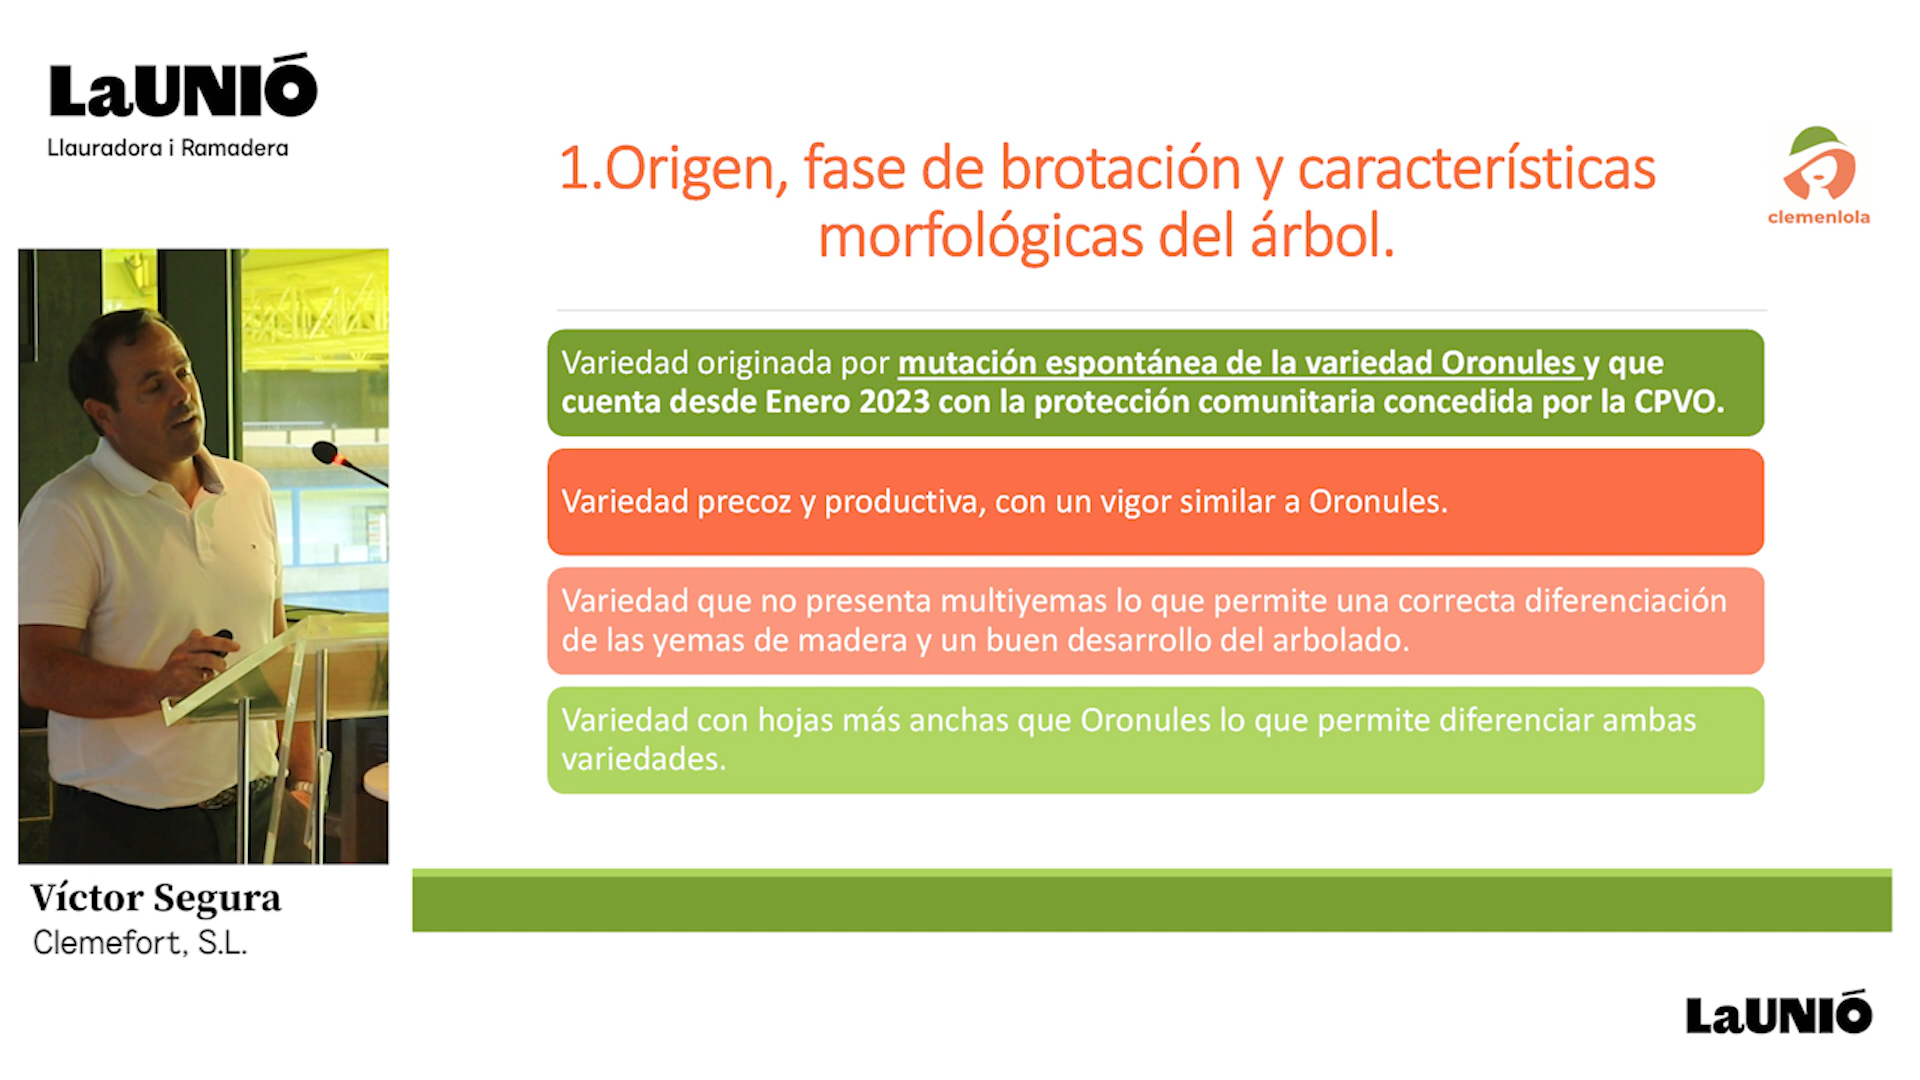 LaUNIÓ
Llauradora i Ramadera
1.Origen, fase de brotación y características
morfológicas del árbol.
clemenlola
Variedad originada por mutación espontánea de la variedad Oronules y que
cuenta desde Enero 2023 con la protección comunitaria concedida por la CPVO.
Variedad precoz y productiva, con un vigor similar a Oronules.
Variedad que no presenta multiyemas lo que permite una correcta diferenciación
de las yemas de madera y un buen desarrollo del arbolado.
Variedad con hojas más anchas que Oronules lo que permite diferenciar ambas
variedades.
Víctor Segura
Clemefort, S.L.
LaUNIÓ